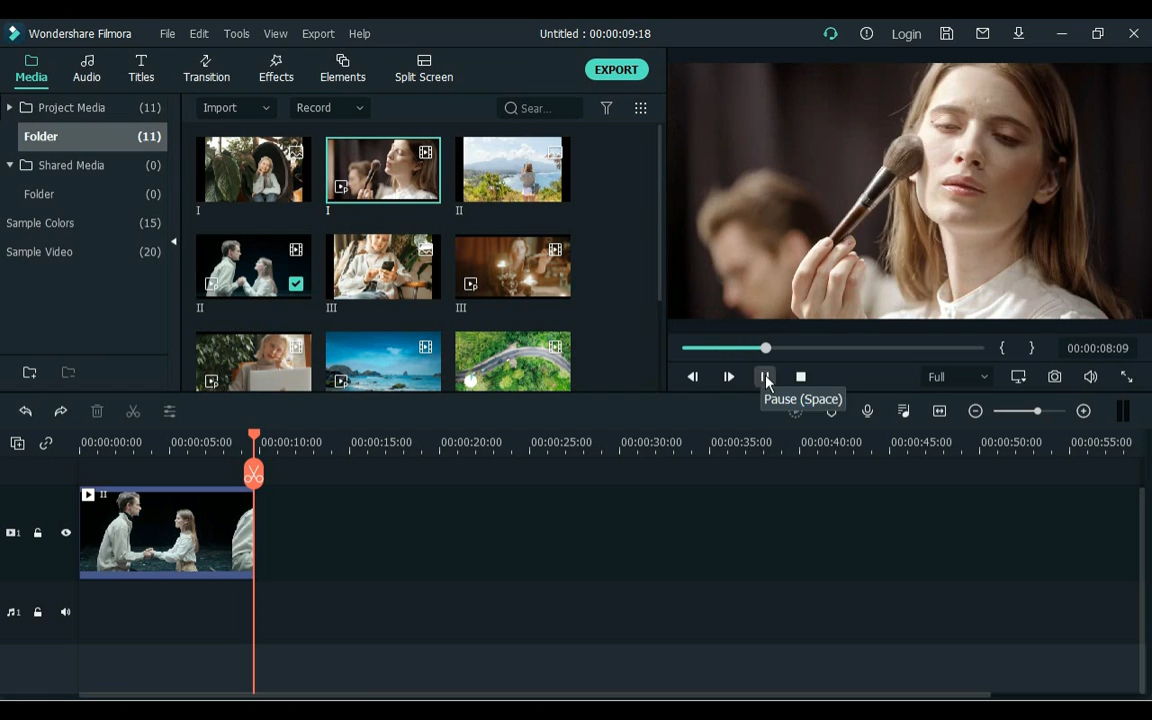 Wondershare Filmora File Edit Tools View Export Help Untitled : 00:00:09:18 Login
Media Audio Titles Transition Effects Elements Split Screen EXPORT
Project Media (11) Import Record Sear...
Folder (11)
Shared Media (0)
Folder (0)
Sample Colors (15)
Sample Video (20)
I I II
II III III
{ } 00:00:08:09
Full
Pause (Space)
00:00:00:00 00:00:05:00 00:00:10:00 00:00:15:00 00:00:20:00 00:00:25:00 00:00:30:00 00:00:35:00 00:00:40:00 00:00:45:00 00:00:50:00 00:00:55:00
II
1
1